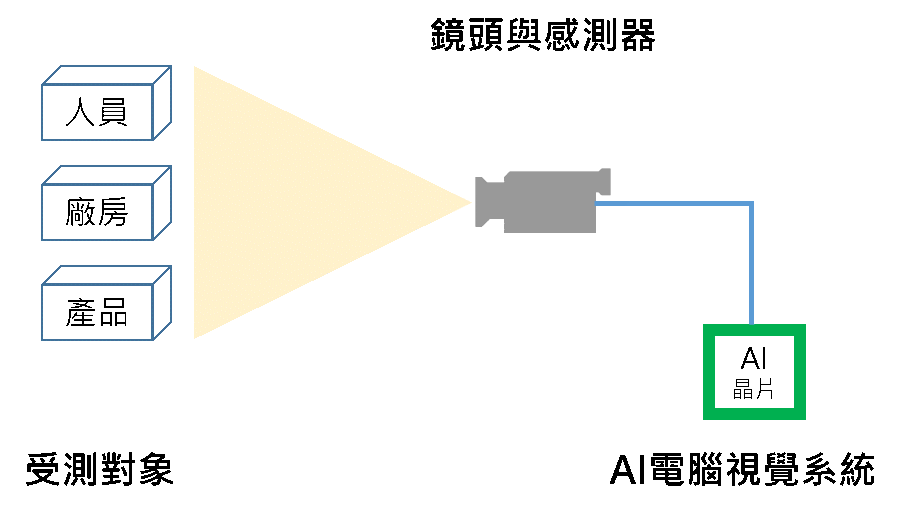 鏡頭與感測器
人員
廠房
產品
AI
晶片
受測對象
AI電腦視覺系統